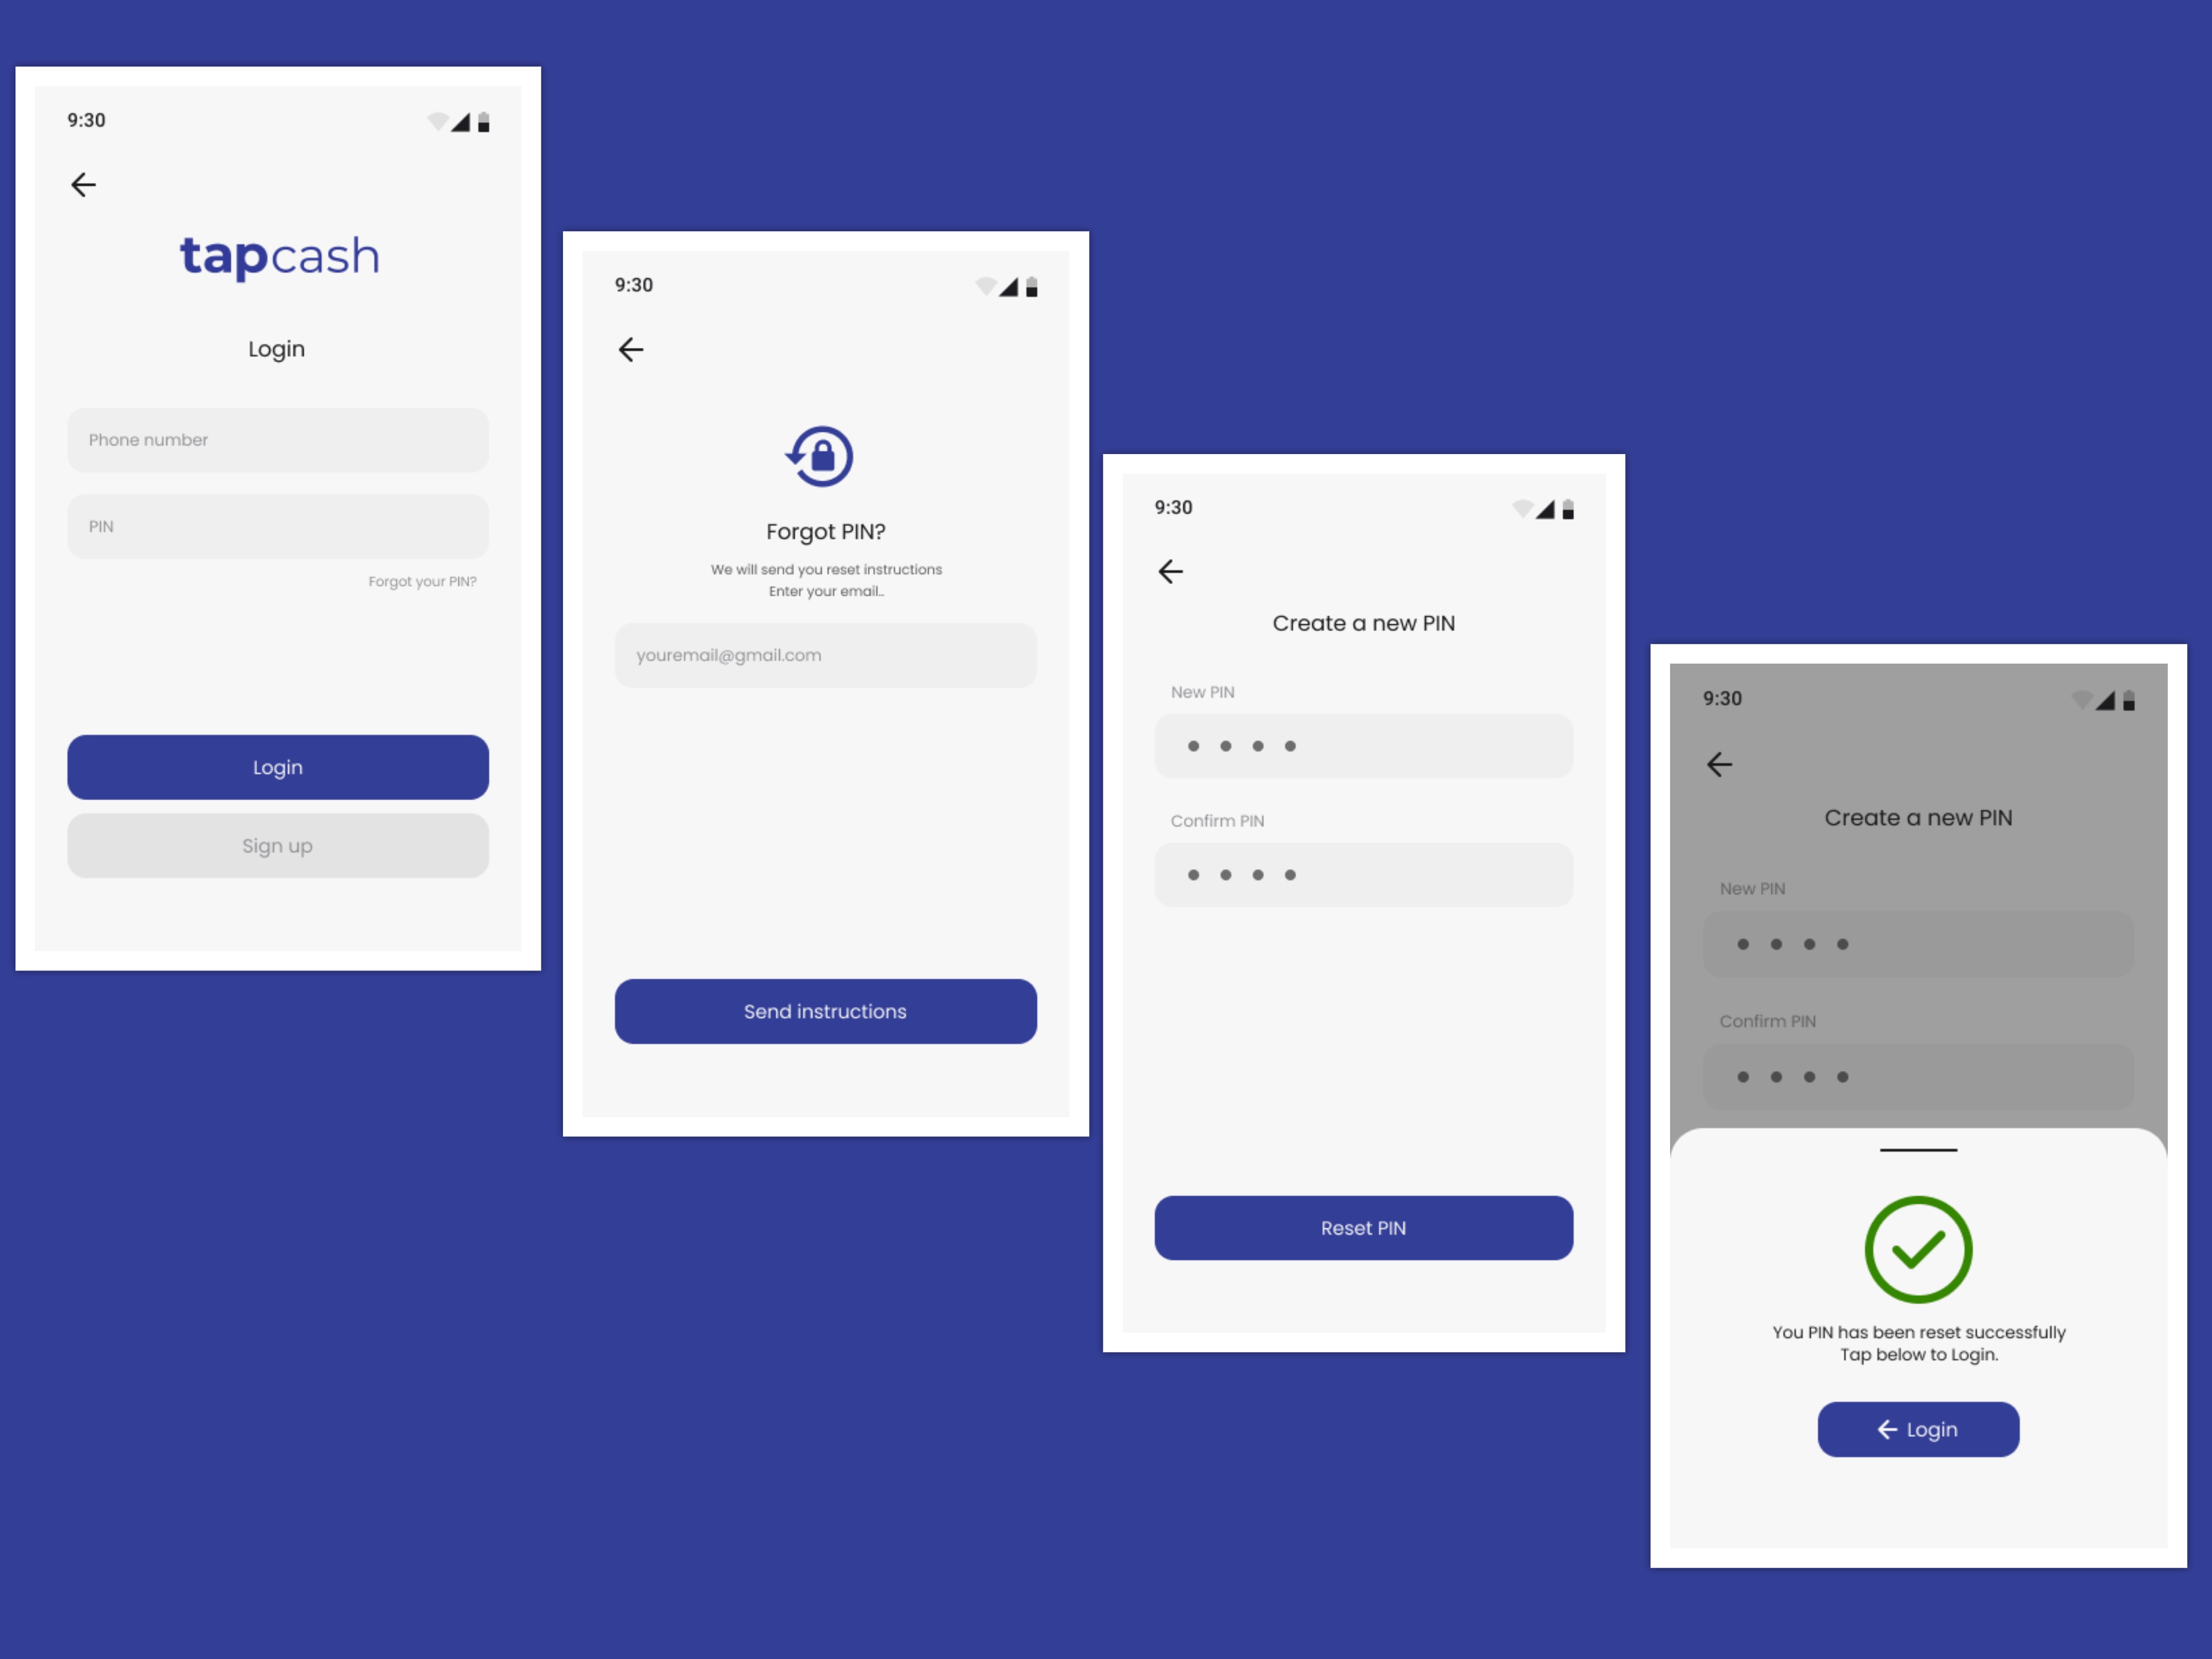 9:30
tapcash
Login
Phone number
PIN
Forgot your PIN?
Login
Sign up
9:30
Forgot PIN?
We will send you reset instructions
Enter your email..
youremail@gmail.com
Send instructions
9:30
Create a new PIN
New PIN
Confirm PIN
Reset PIN
9:30
Create a new PIN
New PIN
Confirm PIN
You PIN has been reset successfully
Tap below to Login.
Login